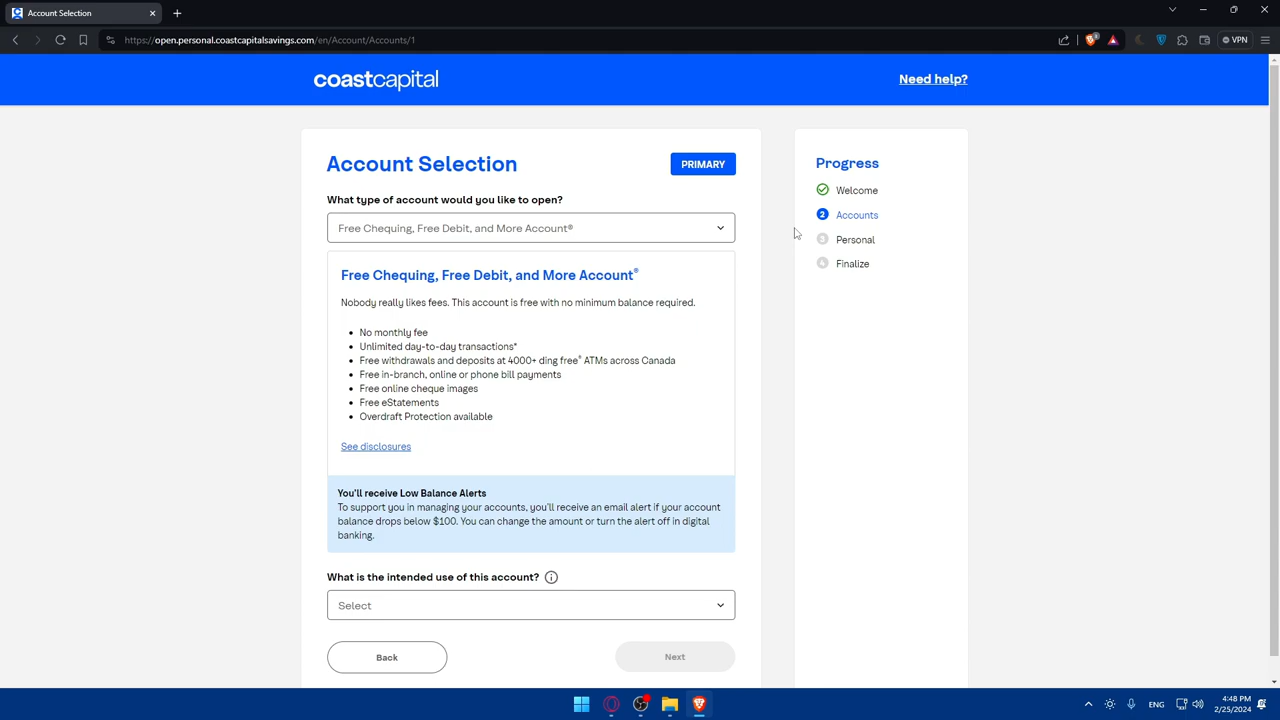 Account Selection
https://open.personal.coastcapitalsavings.com/en/Account/Accounts/1
VPN
coastcapital
Need help?
Account Selection
PRIMARY
What type of account would you like to open?
Free Chequing, Free Debit, and More Account®
Free Chequing, Free Debit, and More Account®
Nobody really likes fees. This account is free with no minimum balance required.
• No monthly fee
• Unlimited day-to-day transactions*
• Free withdrawals and deposits at 4000+ ding free® ATMs across Canada
• Free in-branch, online or phone bill payments
• Free online cheque images
• Free eStatements
• Overdraft Protection available
See disclosures
You'll receive Low Balance Alerts
To support you in managing your accounts, you'll receive an email alert if your account
balance drops below $100. You can change the amount or turn the alert off in digital
banking.
What is the intended use of this account?
Select
Back
Next
Progress
Welcome
2 Accounts
3 Personal
4 Finalize
ENG
4:48 PM
2/25/2024